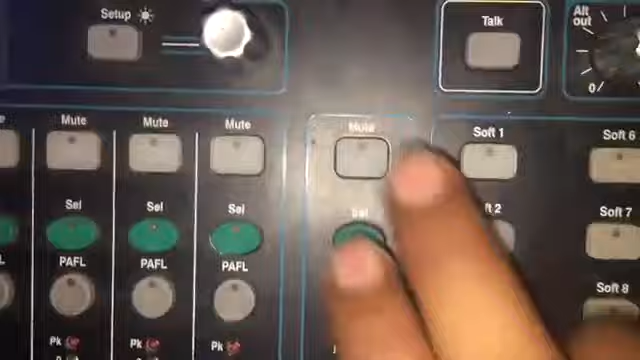 Setup
Talk
Alt
out
0
Mute
Mute
Mute
Mute
Soft 1
Soft 6
Sel
Sel
Sel
Sel
2
Soft 7
PAFL
PAFL
PAFL
Soft 8
Pk
Pk
Pk